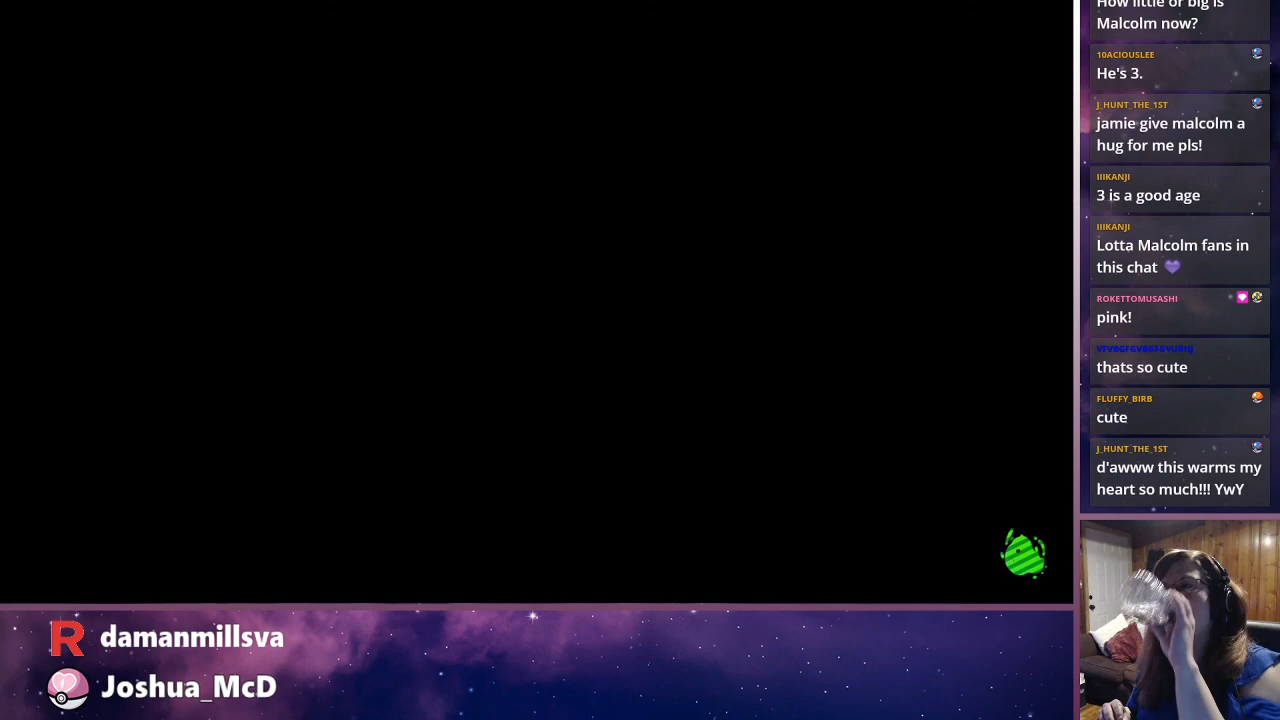 How little or big is
Malcolm now?
10ACIOUSLEE
He's 3.
J_HUNT_THE_1ST
jamie give malcolm a
hug for me pls!
IIIKANJI
3 is a good age
IIIKANJI
Lotta Malcolm fans in
this chat
ROKETTOMUSASHI
pink!
thats so cute
FLUFFY_BIRB
cute
J_HUNT_THE_1ST
d'awww this warms my
heart so much!!! YwY
R damanmillsva
Joshua_McD